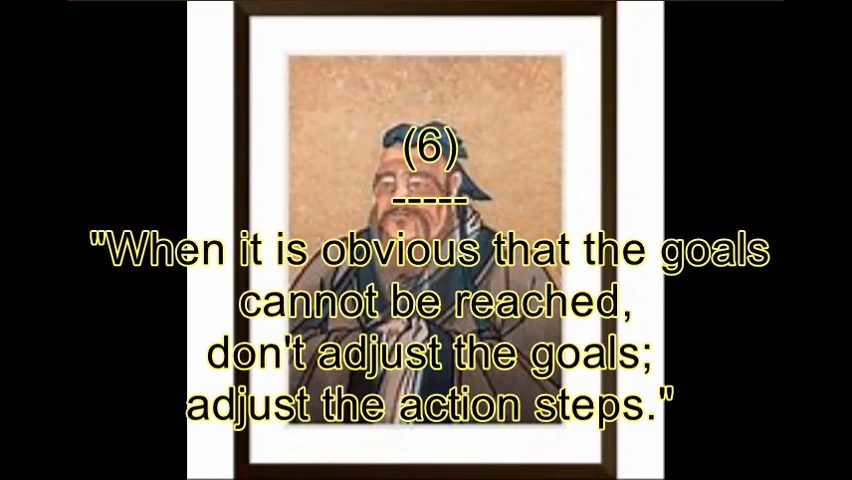 (6)
-----
"When it is obvious that the goals
cannot be reached,
don't adjust the goals;
adjust the action steps."